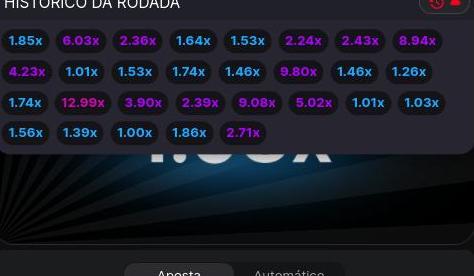 HISTÓRICO DA RODADA
1.85x 6.03x 2.36x 1.64x 1.53x 2.24x 2.43x 8.94x
4.23x 1.01x 1.53x 1.74x 1.46x 9.80x 1.46x 1.26x
1.74x 12.99x 3.90x 2.39x 9.08x 5.02x 1.01x 1.03x
1.56x 1.39x 1.00x 1.86x 2.71x
Aposta Automático